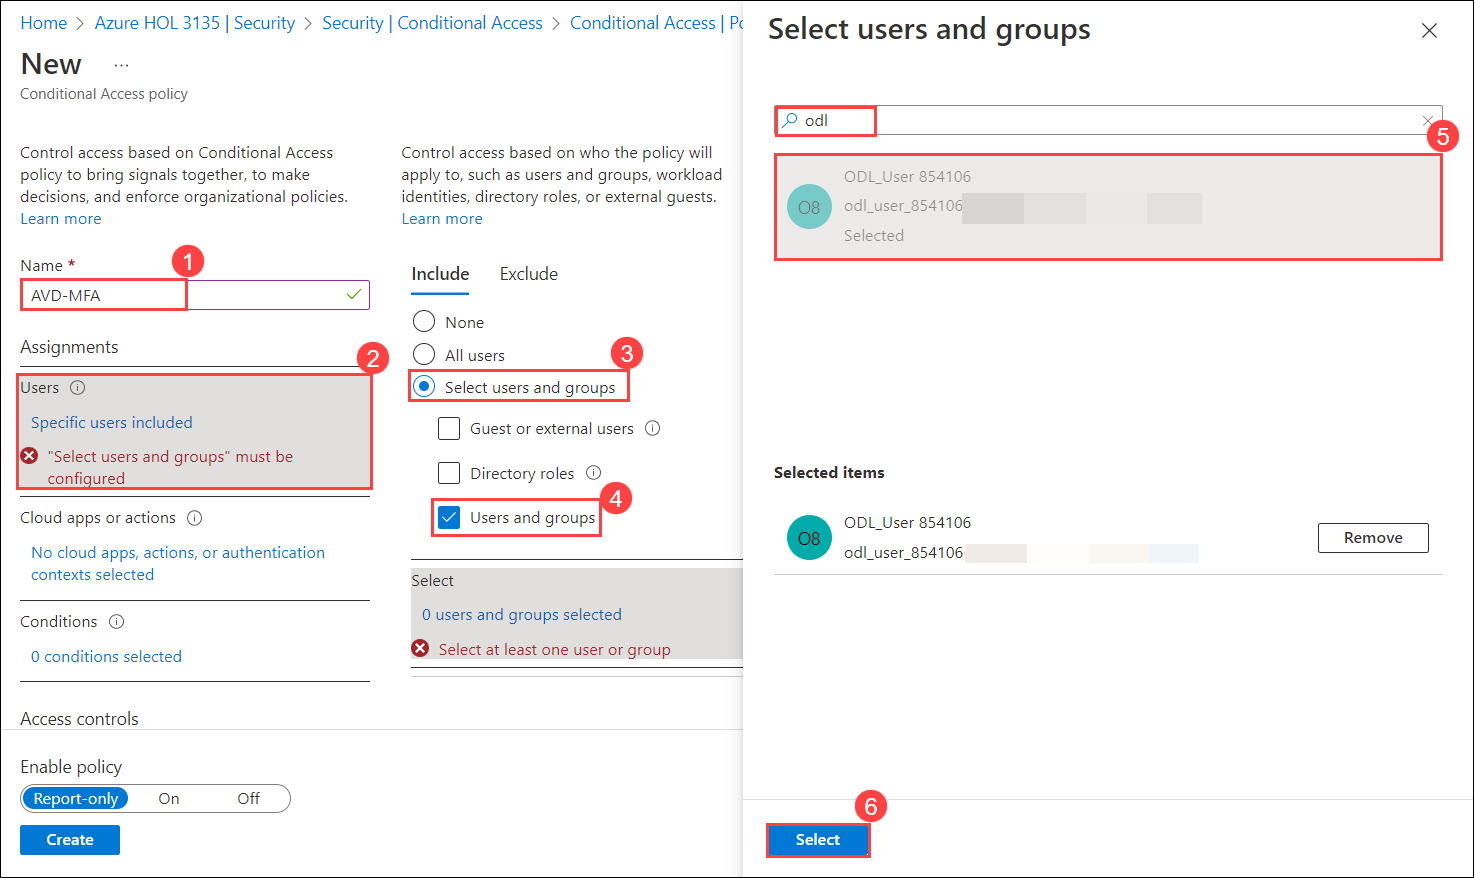 Home > Azure HOL 3135 | Security > Security | Conditional Access > Conditional Access | Po
New ...
Conditional Access policy
Control access based on Conditional Access
policy to bring signals together, to make
decisions, and enforce organizational policies.
Learn more
Name *
1
AVD-MFA
Assignments
2
Users
Specific users included
"Select users and groups" must be
configured
Cloud apps or actions
No cloud apps, actions, or authentication
contexts selected
Conditions
0 conditions selected
Access controls
Enable policy
Report-only On Off
Create
Control access based on who the policy will
apply to, such as users and groups, workload
identities, directory roles, or external guests.
Learn more
Include Exclude
None
All users
3
Select users and groups
Guest or external users
Directory roles
4
Users and groups
Select
0 users and groups selected
Select at least one user or group
Select users and groups
odl
5
O8
ODL_User 854106
odl_user_854106
Selected
Selected items
O8
ODL_User 854106
odl_user_854106
Remove
6
Select